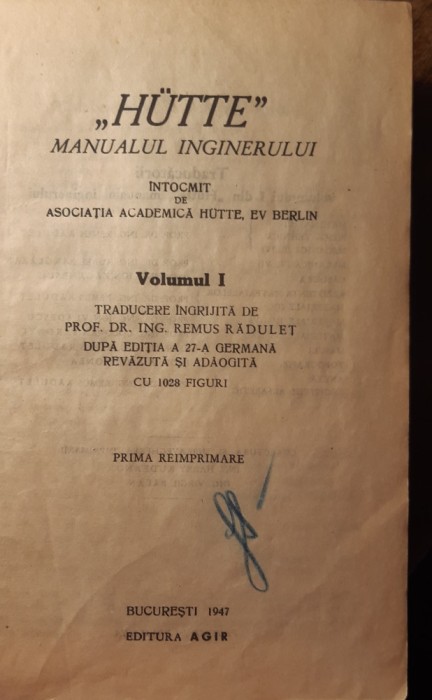 „HÜTTE”
MANUALUL INGINERULUI
ÎNTOCMIT
DE
ASOCIAȚIA ACADEMICĂ HÜTTE, EV BERLIN
Volumul I
TRADUCERE ÎNGRIJITĂ DE
PROF. DR. ING. REMUS RĂDULEȚ
DUPĂ EDIȚIA A 27-A GERMANĂ
REVĂZUTĂ ȘI ADĂOGITĂ
CU 1028 FIGURI
PRIMA REIMPRIMARE
BUCUREȘTI 1947
EDITURA AGIR